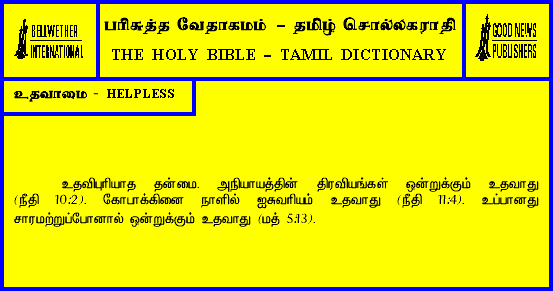 BELLWETHER
INTERNATIONAL
பரிசுத்த வேதாகமம் – தமிழ் சொல்லகராதி
THE HOLY BIBLE – TAMIL DICTIONARY
GOOD NEWS
PUBLISHERS
உதவாமை - HELPLESS
உதவிபுரியாத தன்மை. அநியாயத்தின் திரவியங்கள் ஒன்றுக்கும் உதவாது
(நீதி 10:2). கோபாக்கினை நாளில் ஐசுவரியம் உதவாது (நீதி 11:4). உப்பானது
சாரமற்றுப்போனால் ஒன்றுக்கும் உதவாது (மத் 5:13).